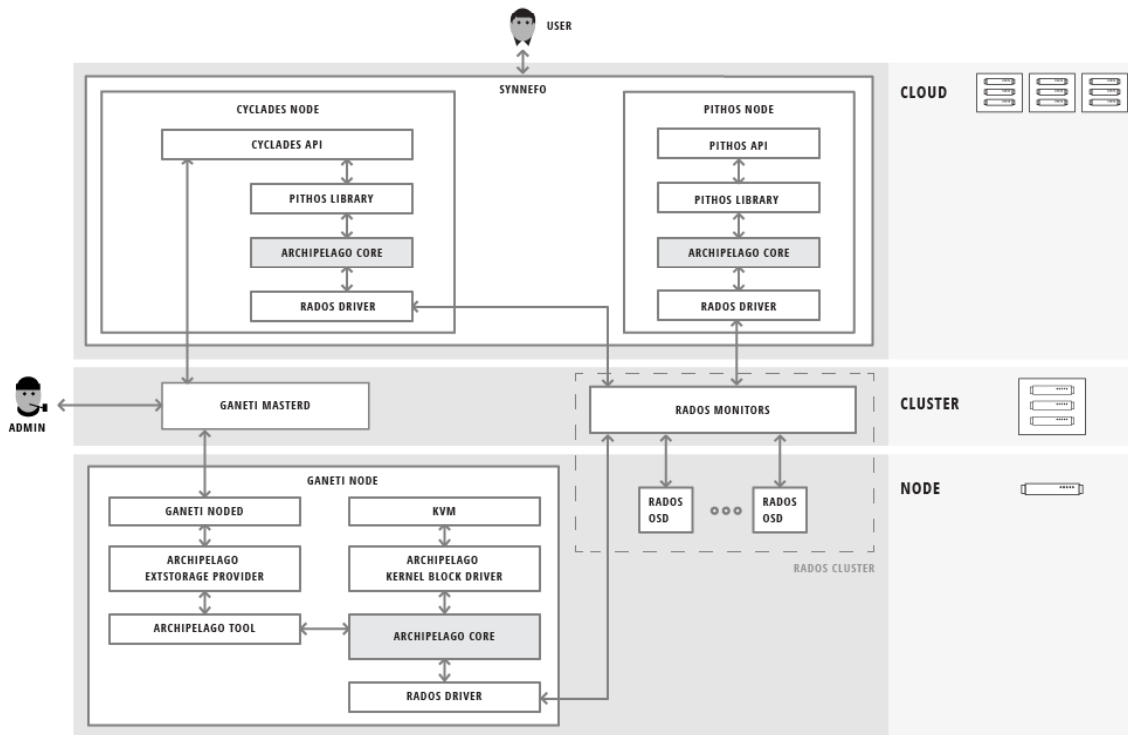 USER
SYNNEFO
CLOUD
CYCLADES NODE
CYCLADES API
PITHOS LIBRARY
ARCHIPELAGO CORE
RADOS DRIVER
PITHOS NODE
PITHOS API
PITHOS LIBRARY
ARCHIPELAGO CORE
RADOS DRIVER
ADMIN
GANETI MASTERD
RADOS MONITORS
CLUSTER
GANETI NODE
GANETI NODED
ARCHIPELAGO
EXTSTORAGE PROVIDER
ARCHIPELAGO TOOL
KVM
ARCHIPELAGO
KERNEL BLOCK DRIVER
ARCHIPELAGO CORE
RADOS DRIVER
RADOS
OSD
RADOS
OSD
RADOS CLUSTER
NODE